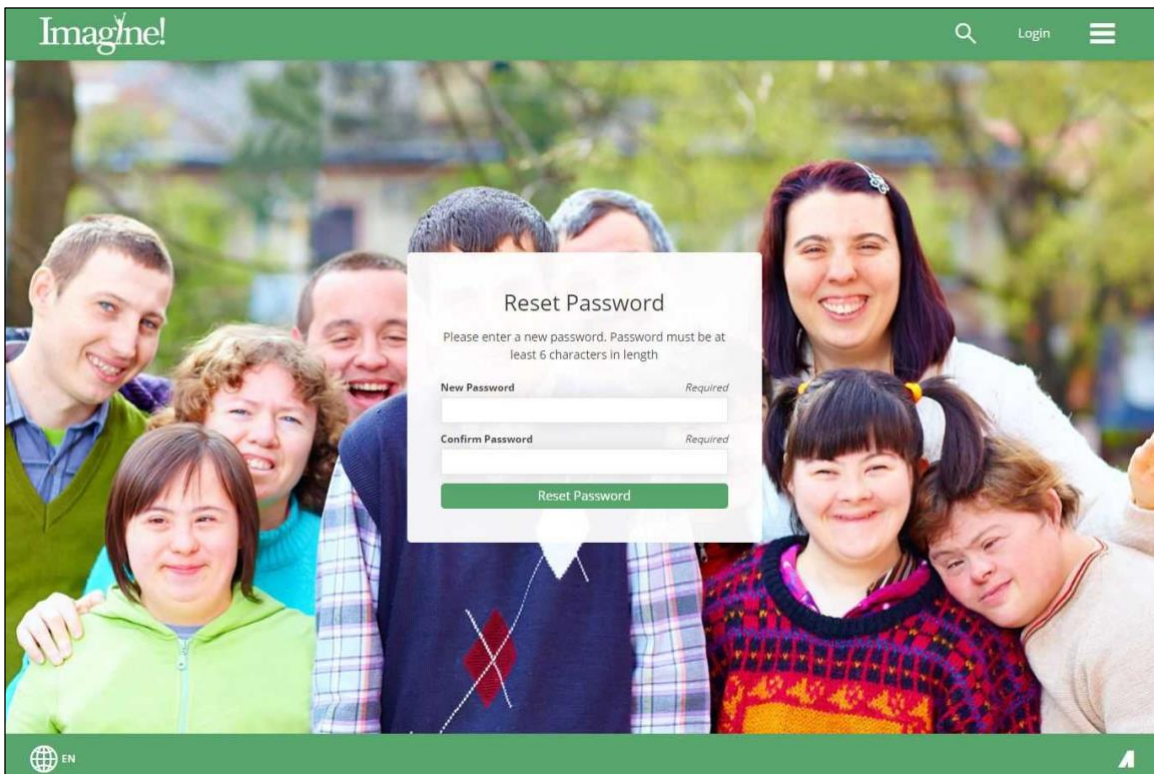 Imagine!
Login
Reset Password
Please enter a new password. Password must be at
least 6 characters in length
New Password Required
Confirm Password Required
Reset Password
EN